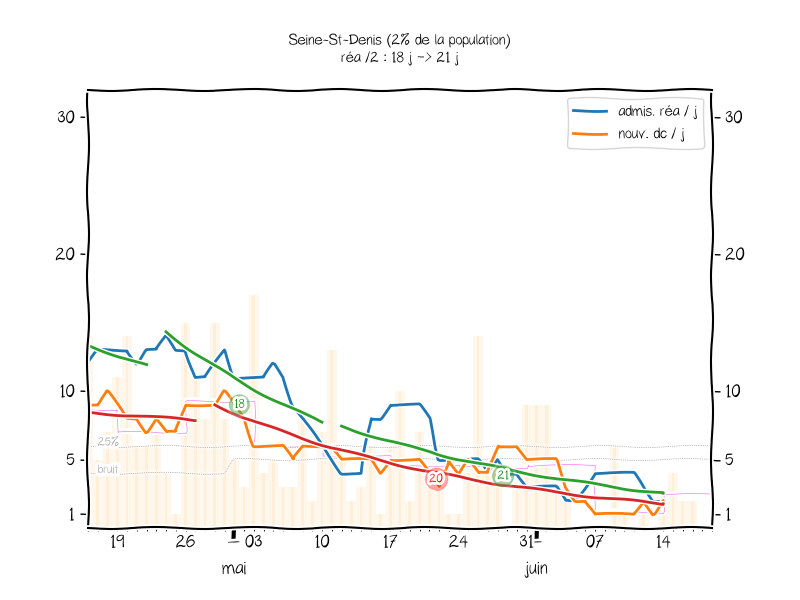 Seine-St-Denis (2% de la population)
réa /2 : 18 j -> 21 j
admis. réa / j
nouv. dc / j
30
30
20
20
10
10
18
25%
5
5
bruit
20
21
1
1
19 26 03 10 17 24 31 07 14
mai juin